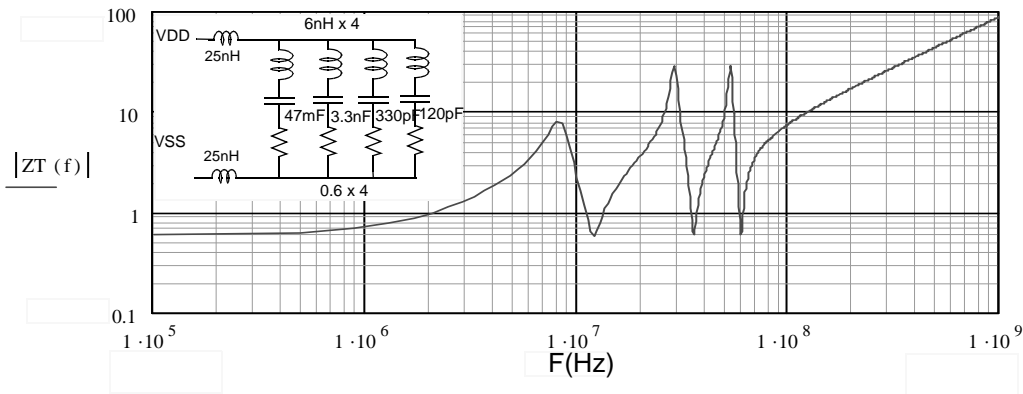 100
10
1
0.1
|ZT (f)|
6nH x 4
VDD
25nH
47mF 3.3nF 330pF 120pF
VSS
25nH
0.6 x 4
1·10^5 1·10^6 1·10^7 1·10^8 1·10^9
F(Hz)